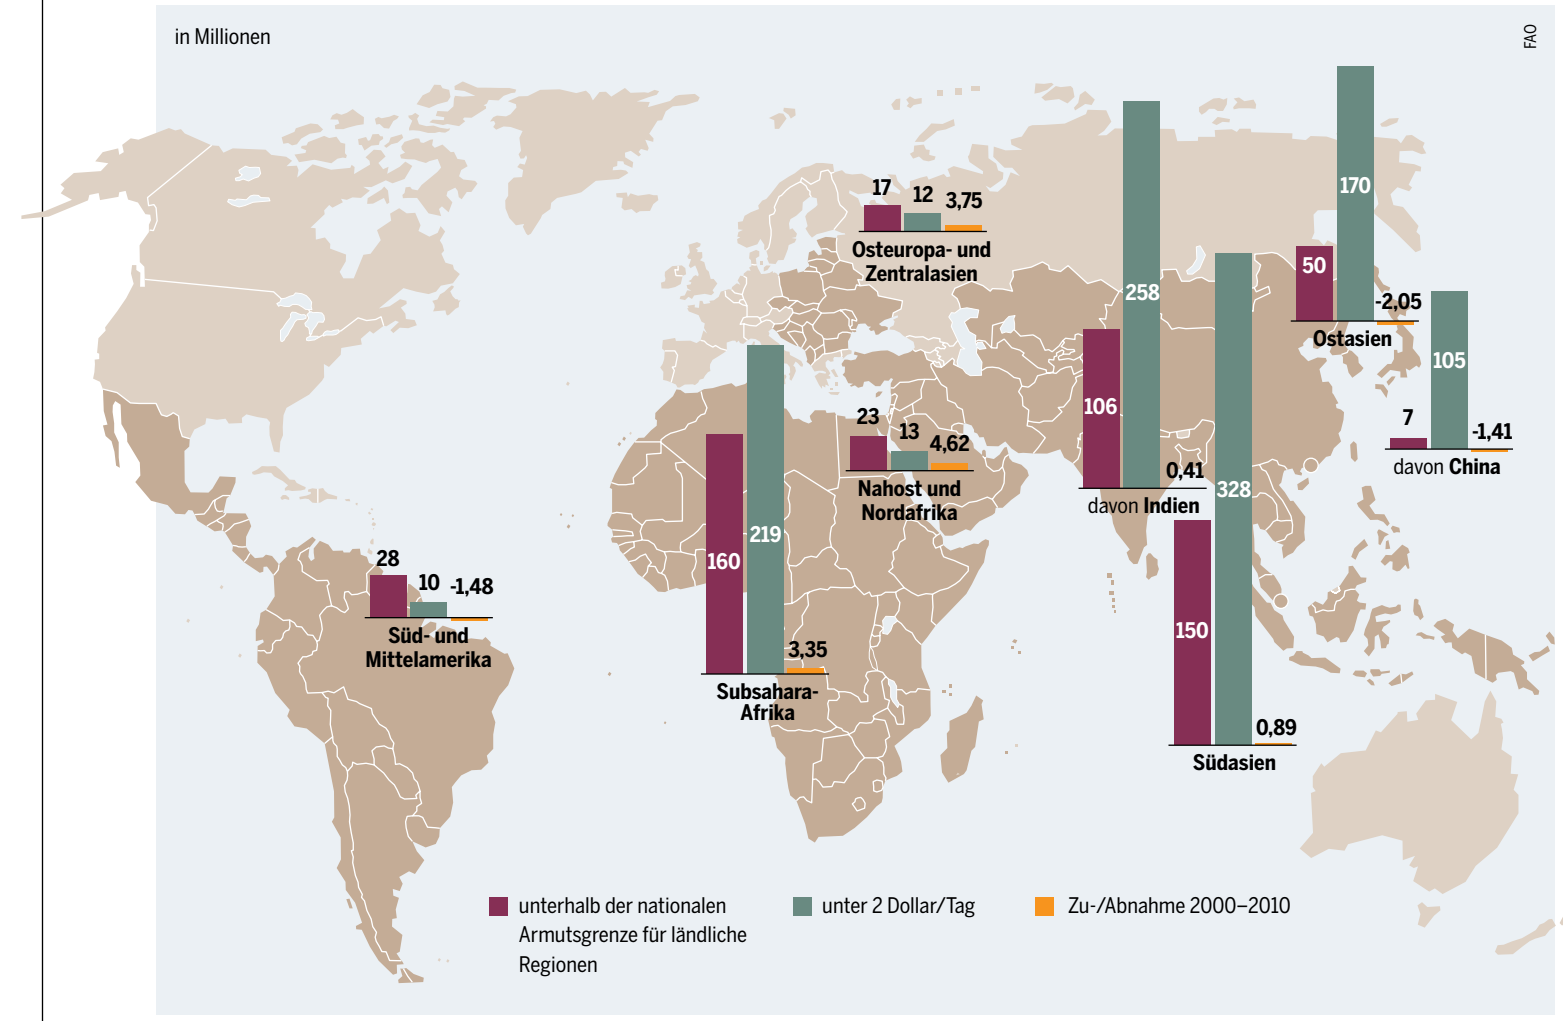 in Millionen
FAO
17
12
3,75
Osteuropa- und
Zentralasien
258
106
0,41
davon Indien
50
170
-2,05
Ostasien
7
105
-1,41
davon China
23
13
4,62
Nahost und
Nordafrika
160
219
3,35
Subsahara-
Afrika
28
10
-1,48
Süd- und
Mittelamerika
150
328
0,89
Südasien
unterhalb der nationalen
Armutsgrenze für ländliche
Regionen
unter 2 Dollar/Tag
Zu-/Abnahme 2000–2010